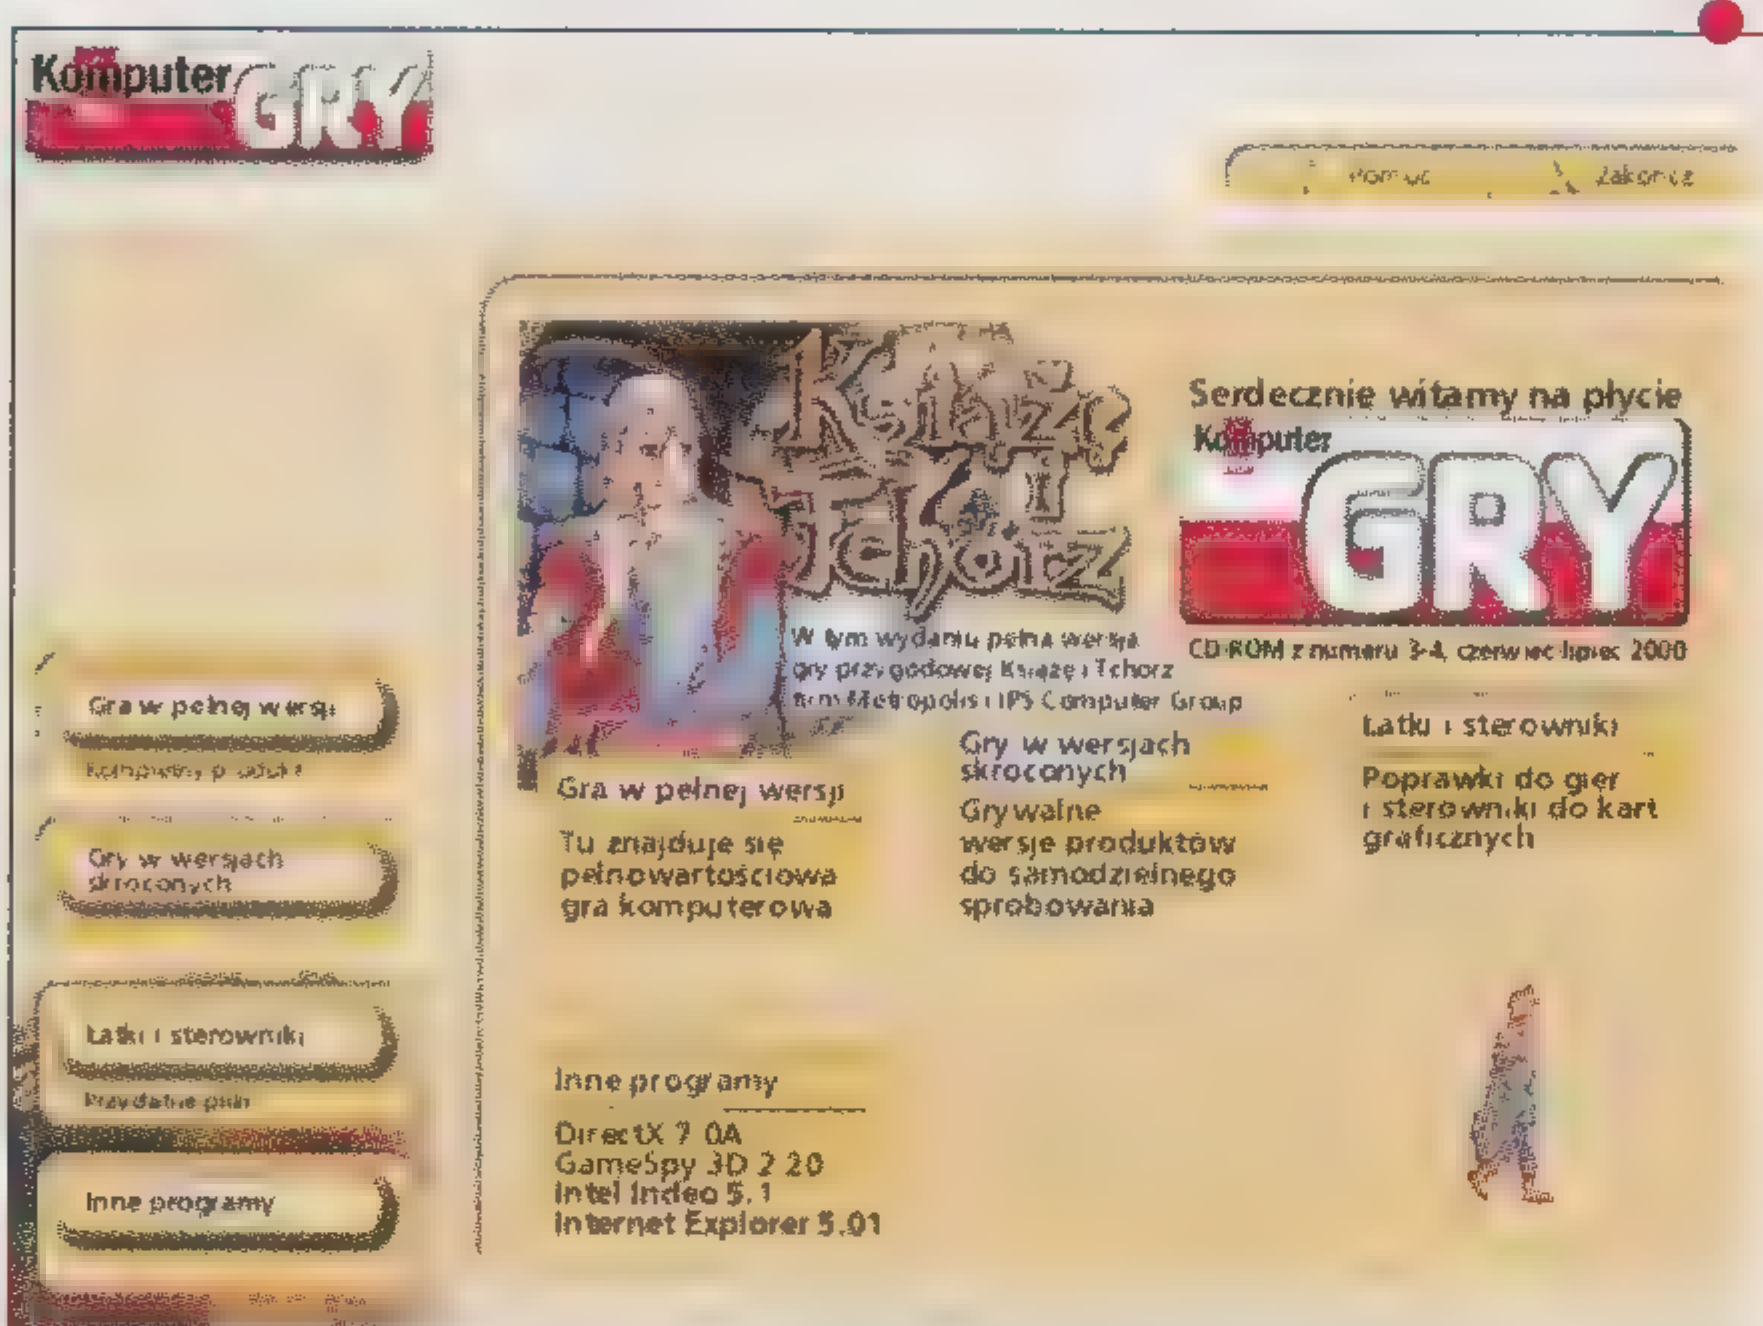 Komputer GRY
Pomoc
Zakończ
Książę i Tchórz
Serdecznie witamy na płycie
Komputer
GRY
CD-ROM z numeru 3-4, czerwiec-lipiec 2000
W tym wydaniu pełna wersja
gry przygodowej Książę i Tchórz
firm Metropolis i IPS Computer Group
Gra w pełnej wersji
Tu znajduje się
pełnowartościowa
gra komputerowa
Gry w wersjach
skróconych
Grywalne
wersje produktów
do samodzielnego
spróbowania
Łatki i sterowniki
Poprawki do gier
i sterowniki do kart
graficznych
Inne programy
DirectX 7.0A
GameSpy 3D 2.20
Intel Indeo 5.1
Internet Explorer 5.01
Gra w pełnej wersji
Kompletny produkt
Gry w wersjach
skróconych
Łatki i sterowniki
Przydatne pliki
Inne programy